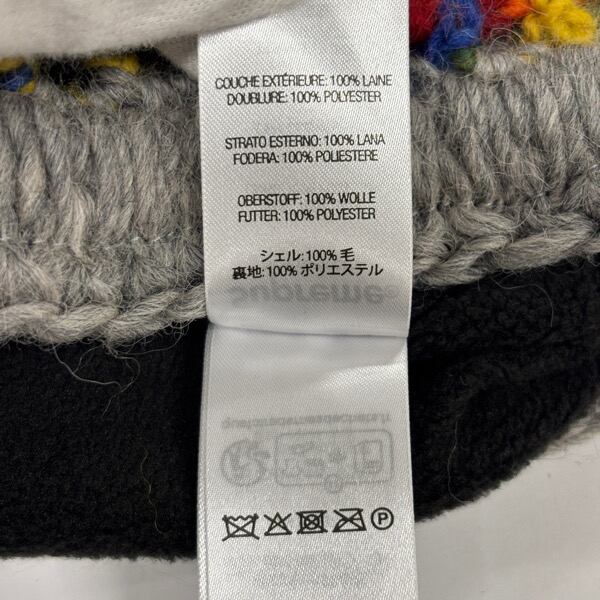 COUCHE EXTÉRIEURE: 100% LAINE
DOUBLURE: 100% POLYESTER
STRATO ESTERNO: 100% LANA
FODERA: 100% POLIESTERE
OBERSTOFF: 100% WOLLE
FUTTER: 100% POLYESTER
シェル: 100% 毛
裏地: 100% ポリエステル
Supreme®
P